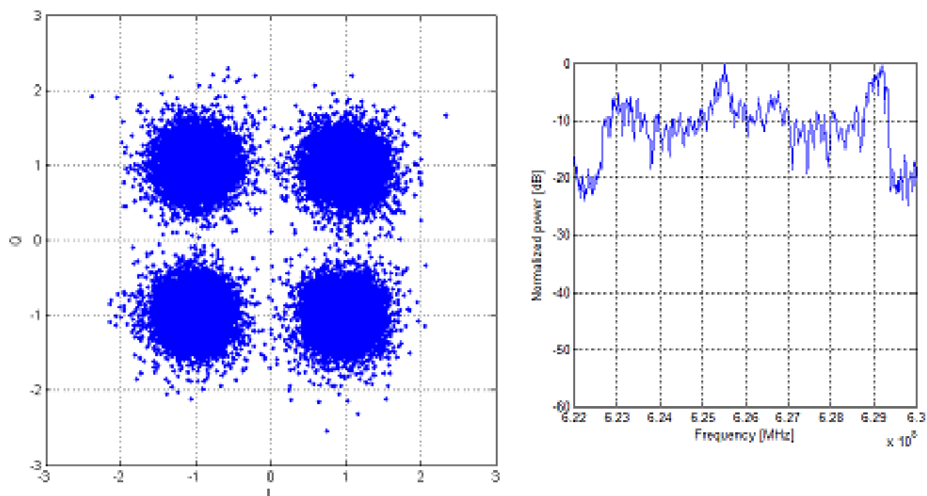 3
2
1
0
-1
-2
-3
Q
-3 -2 -1 0 1 2 3
I
0
-10
-20
-30
-40
-50
-60
Normalized power [dB]
6.22 6.23 6.24 6.25 6.26 6.27 6.28 6.29 6.3
Frequency [MHz]
x 10⁸